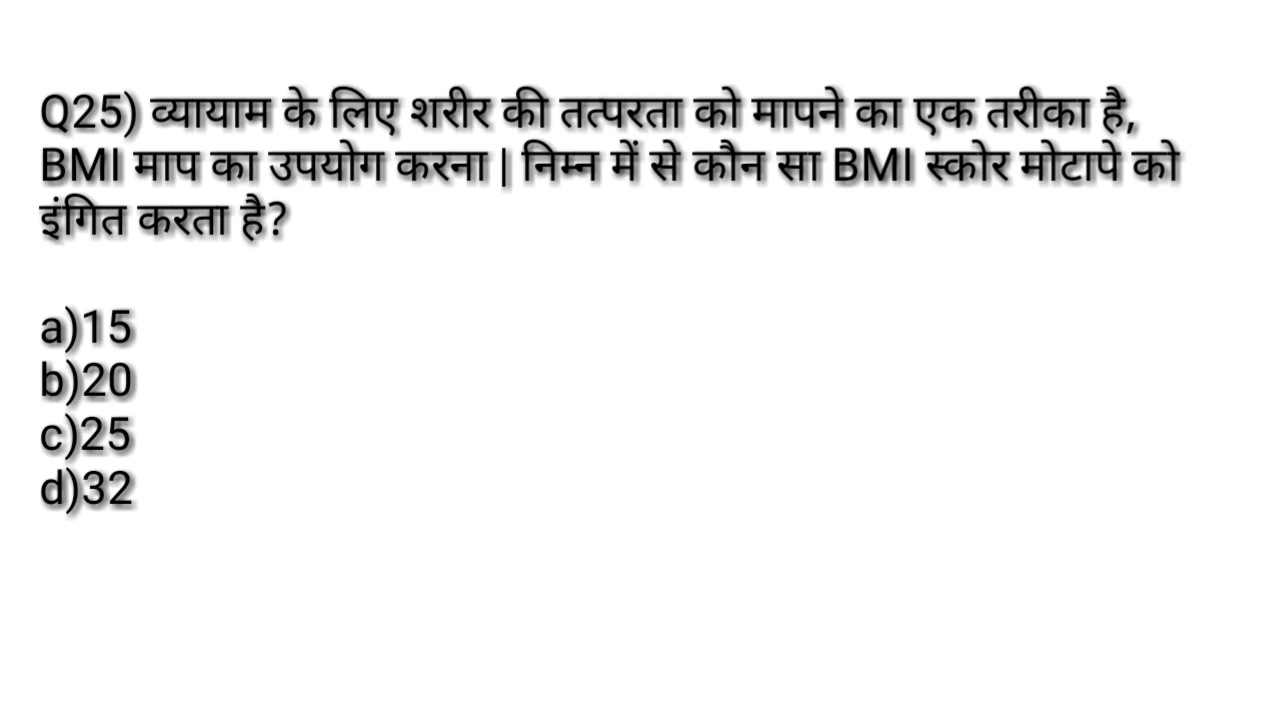 Q25) व्यायाम के लिए शरीर की तत्परता को मापने का एक तरीका है,
BMI माप का उपयोग करना | निम्न में से कौन सा BMI स्कोर मोटापे को
इंगित करता है?
a)15
b)20
c)25
d)32